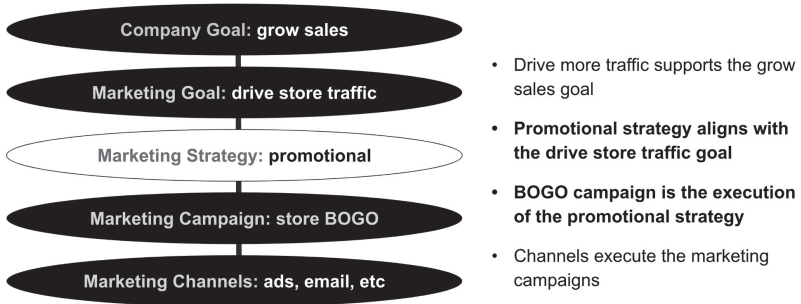 Company Goal: grow sales
Marketing Goal: drive store traffic
Marketing Strategy: promotional
Marketing Campaign: store BOGO
Marketing Channels: ads, email, etc
• Drive more traffic supports the grow
sales goal
• Promotional strategy aligns with
the drive store traffic goal
• BOGO campaign is the execution
of the promotional strategy
• Channels execute the marketing
campaigns